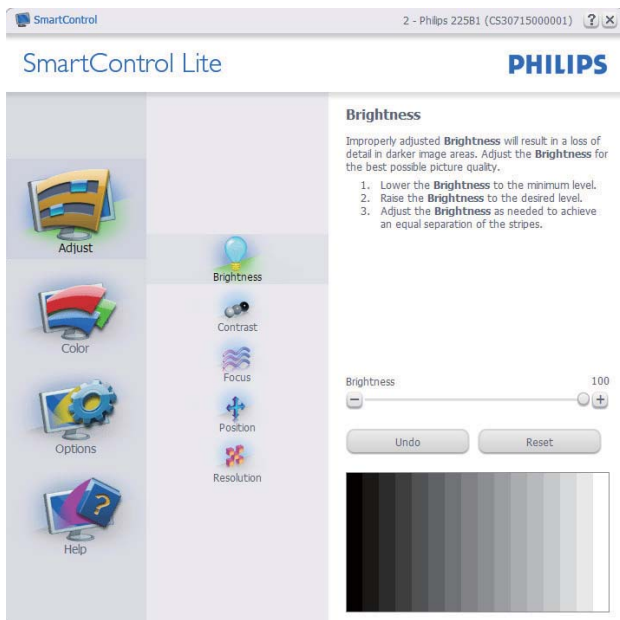 SmartControl
2 - Philips 225B1 (CS30715000001)
SmartControl Lite
PHILIPS
Adjust
Color
Options
Help
Brightness
Contrast
Focus
Position
Resolution
Brightness
Improperly adjusted Brightness will result in a loss of
detail in darker image areas. Adjust the Brightness for
the best possible picture quality.
1. Lower the Brightness to the minimum level.
2. Raise the Brightness to the desired level.
3. Adjust the Brightness as needed to achieve
an equal separation of the stripes.
Brightness 100
Undo
Reset